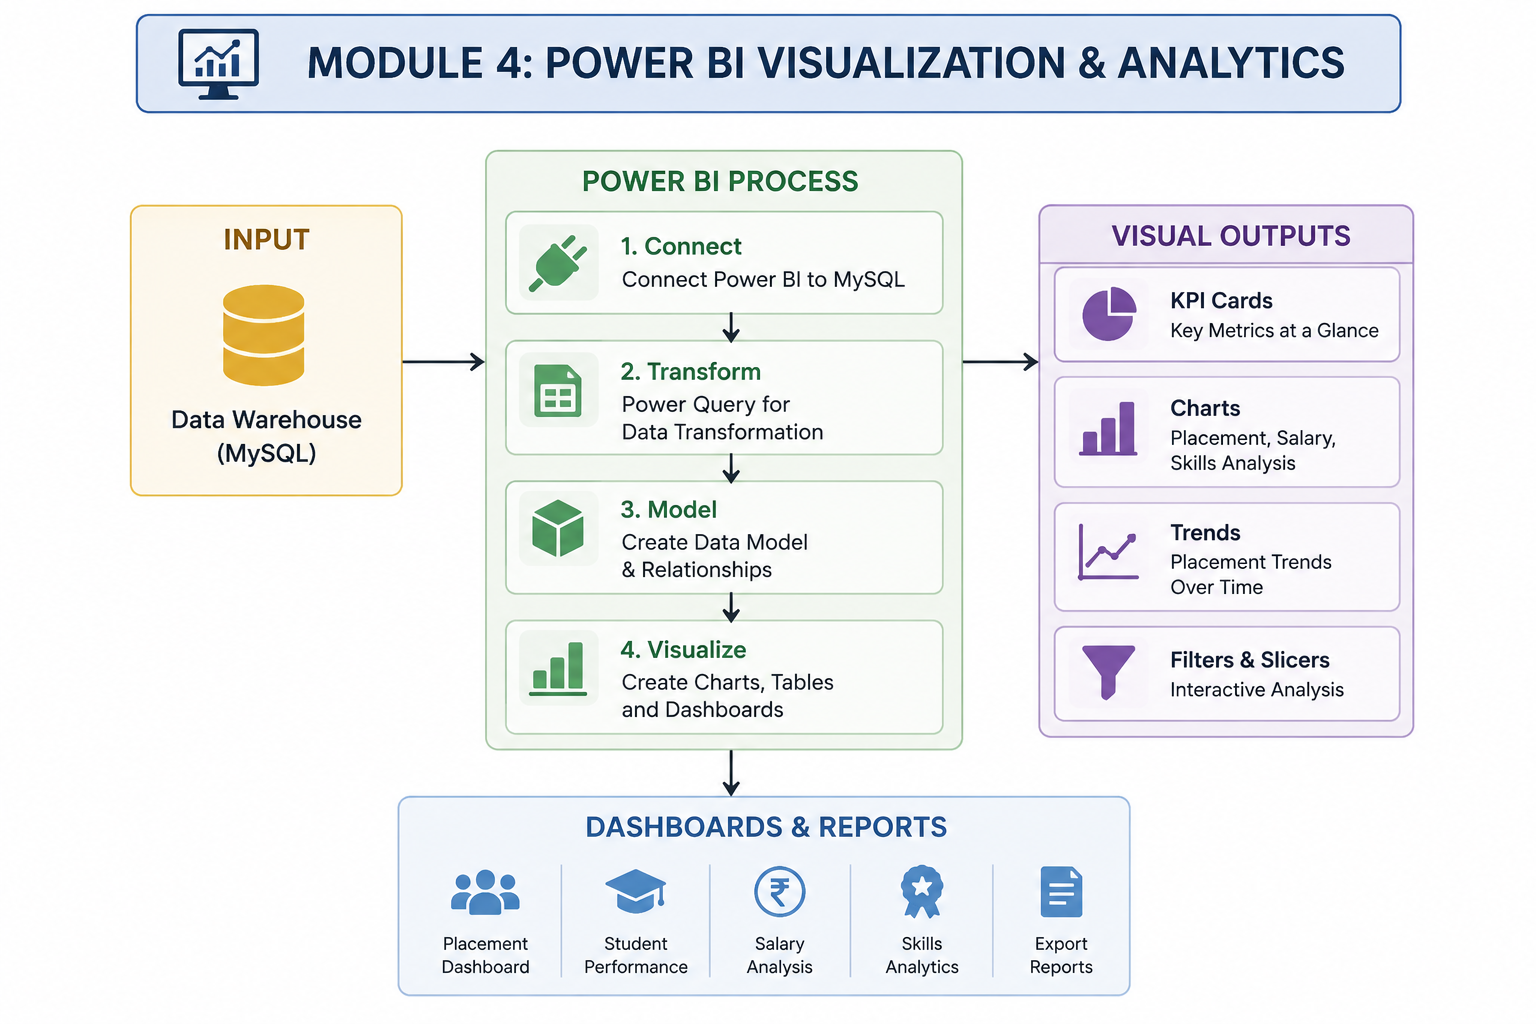 MODULE 4: POWER BI VISUALIZATION & ANALYTICS
INPUT
Data Warehouse
(MySQL)
POWER BI PROCESS
1. Connect
Connect Power BI to MySQL
2. Transform
Power Query for
Data Transformation
3. Model
Create Data Model
& Relationships
4. Visualize
Create Charts, Tables
and Dashboards
VISUAL OUTPUTS
KPI Cards
Key Metrics at a Glance
Charts
Placement, Salary,
Skills Analysis
Trends
Placement Trends
Over Time
Filters & Slicers
Interactive Analysis
DASHBOARDS & REPORTS
Placement
Dashboard
Student
Performance
₹
Salary
Analysis
Skills
Analytics
Export
Reports